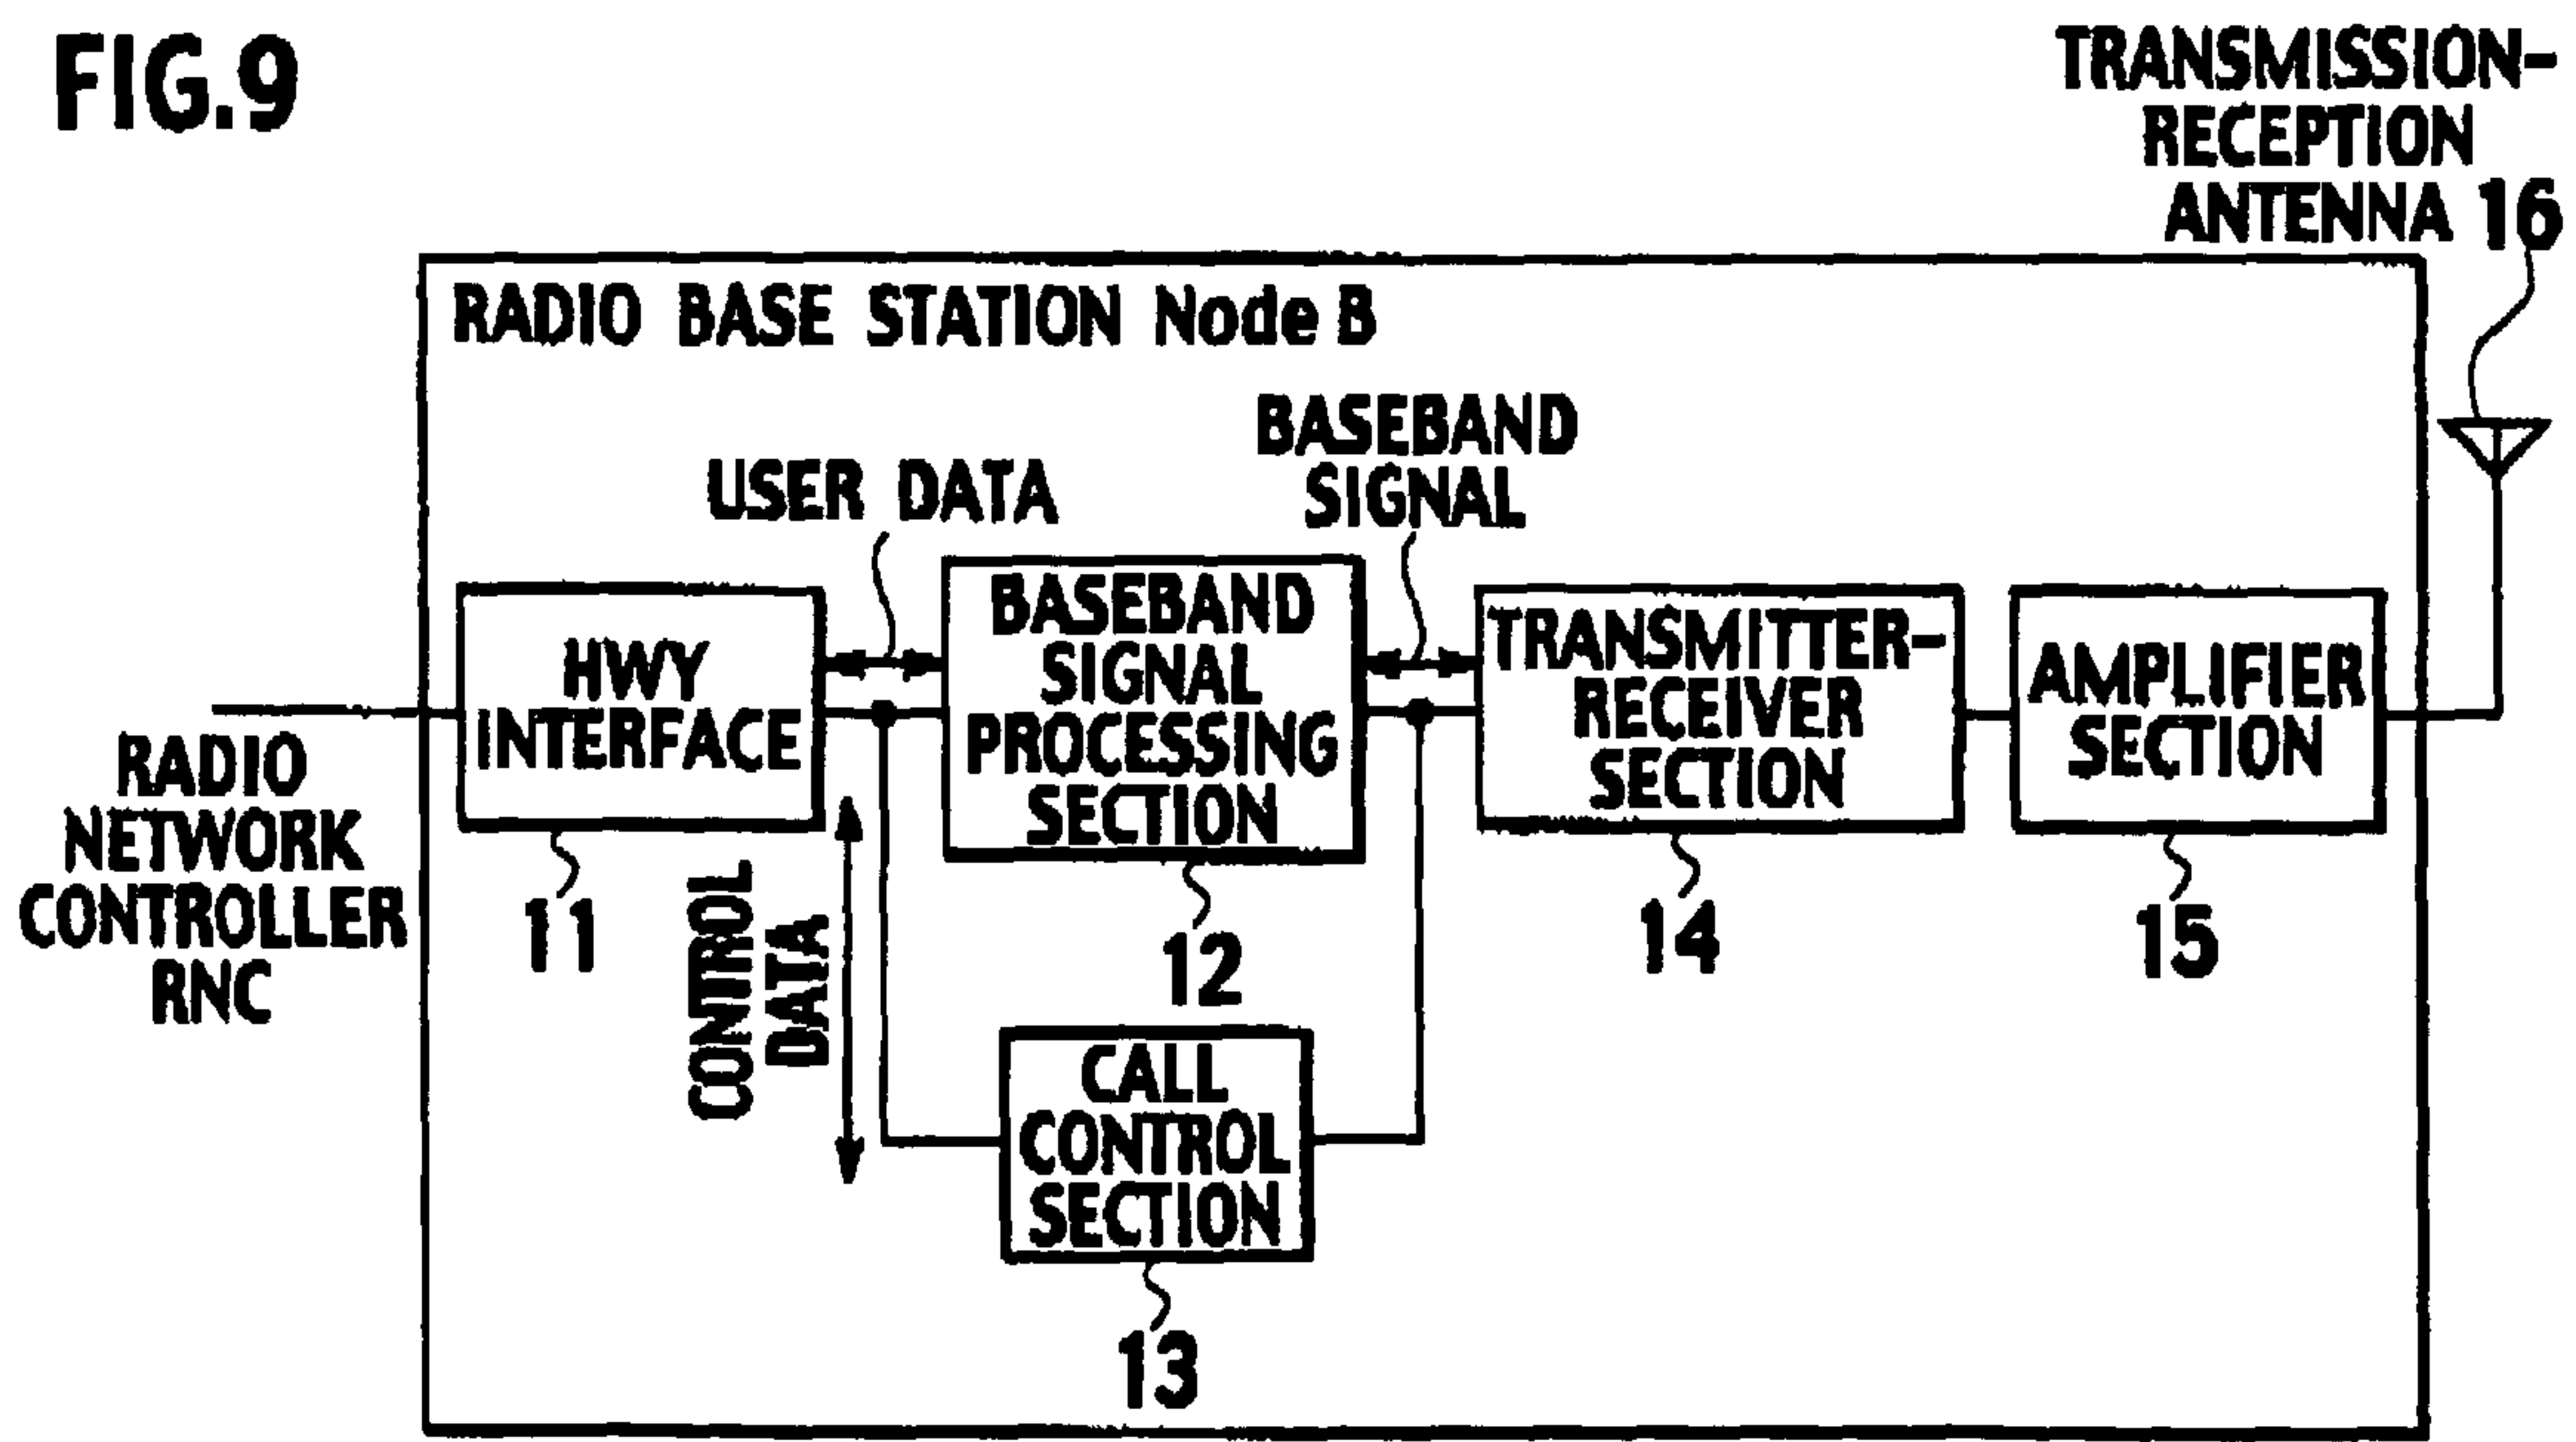 FIG.9
TRANSMISSION-
RECEPTION
ANTENNA 16
RADIO BASE STATION Node B
BASEBAND
SIGNAL
USER DATA
HWY
INTERFACE
BASEBAND
SIGNAL
PROCESSING
SECTION
TRANSMITTER-
RECEIVER
SECTION
AMPLIFIER
SECTION
RADIO
NETWORK
CONTROLLER
RNC
11
CONTROL
DATA
12
14
15
CALL
CONTROL
SECTION
13